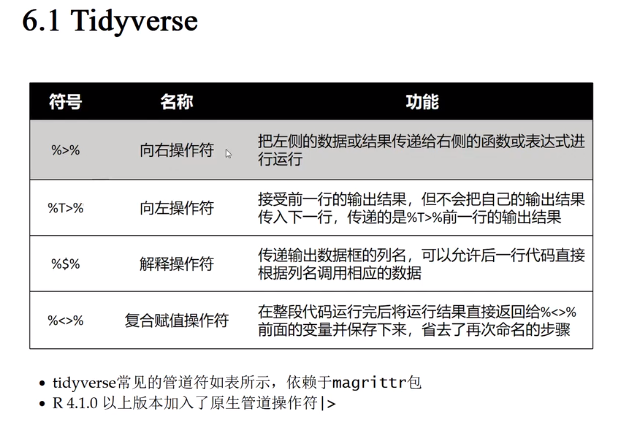 6.1 Tidyverse
符号 名称 功能
%>% 向右操作符 把左侧的数据或结果传递给右侧的函数或表达式进
行运行
%T>% 向左操作符 接受前一行的输出结果，但不会把自己的输出结果
传入下一行，传递的是%T>%前一行的输出结果
%$% 解释操作符 传递输出数据框的列名，可以允许后一行代码直接
根据列名调用相应的数据
%<>% 复合赋值操作符 在整段代码运行完后将运行结果直接返回给%<>%
前面的变量并保存下来，省去了再次命名的步骤
• tidyverse常见的管道符如表所示，依赖于magrittr包
• R 4.1.0 以上版本加入了原生管道操作符|>